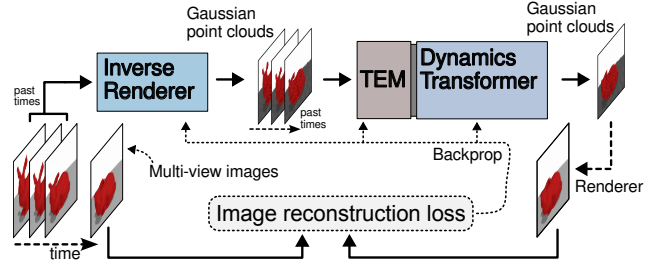 Gaussian
point clouds
Gaussian
point clouds
Inverse
Renderer
TEM
Dynamics
Transformer
past
times
past
times
Backprop
Multi-view images
Renderer
Image reconstruction loss
time